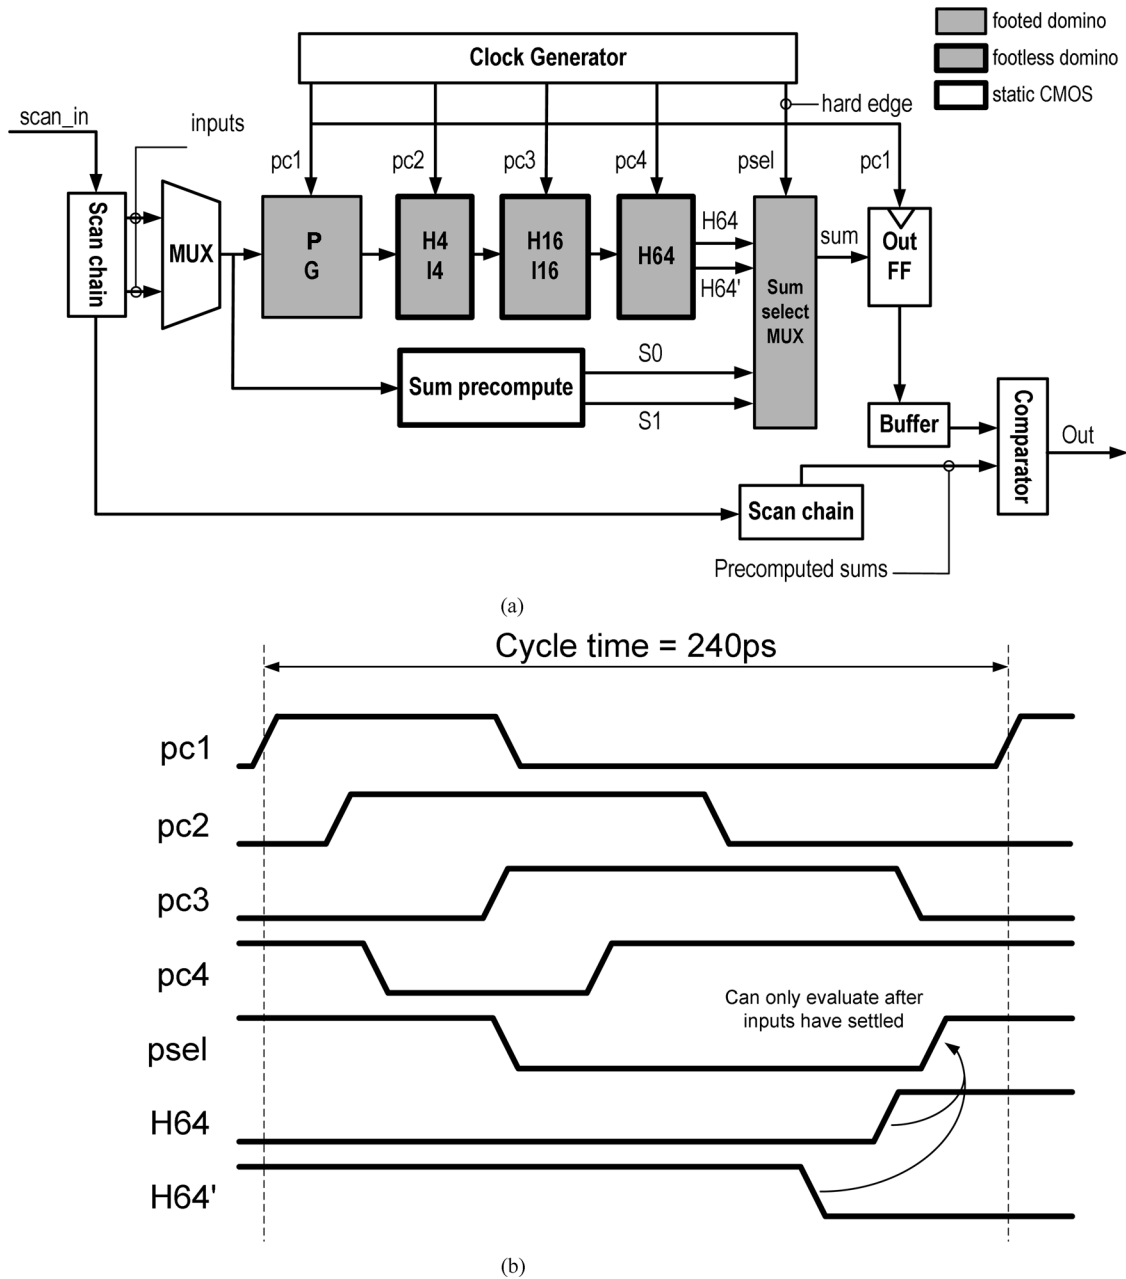 footed domino
Clock Generator
footless domino
static CMOS
hard edge
scan_in
inputs
pc1
pc2
pc3
pc4
psel
pc1
Scan chain
MUX
P
G
H4
I4
H16
I16
H64
H64
H64'
Sum
select
MUX
sum
Out
FF
Sum precompute
S0
S1
Buffer
Comparator
Out
Scan chain
Precomputed sums
(a)
Cycle time = 240ps
pc1
pc2
pc3
pc4
Can only evaluate after
inputs have settled
psel
H64
H64'
(b)